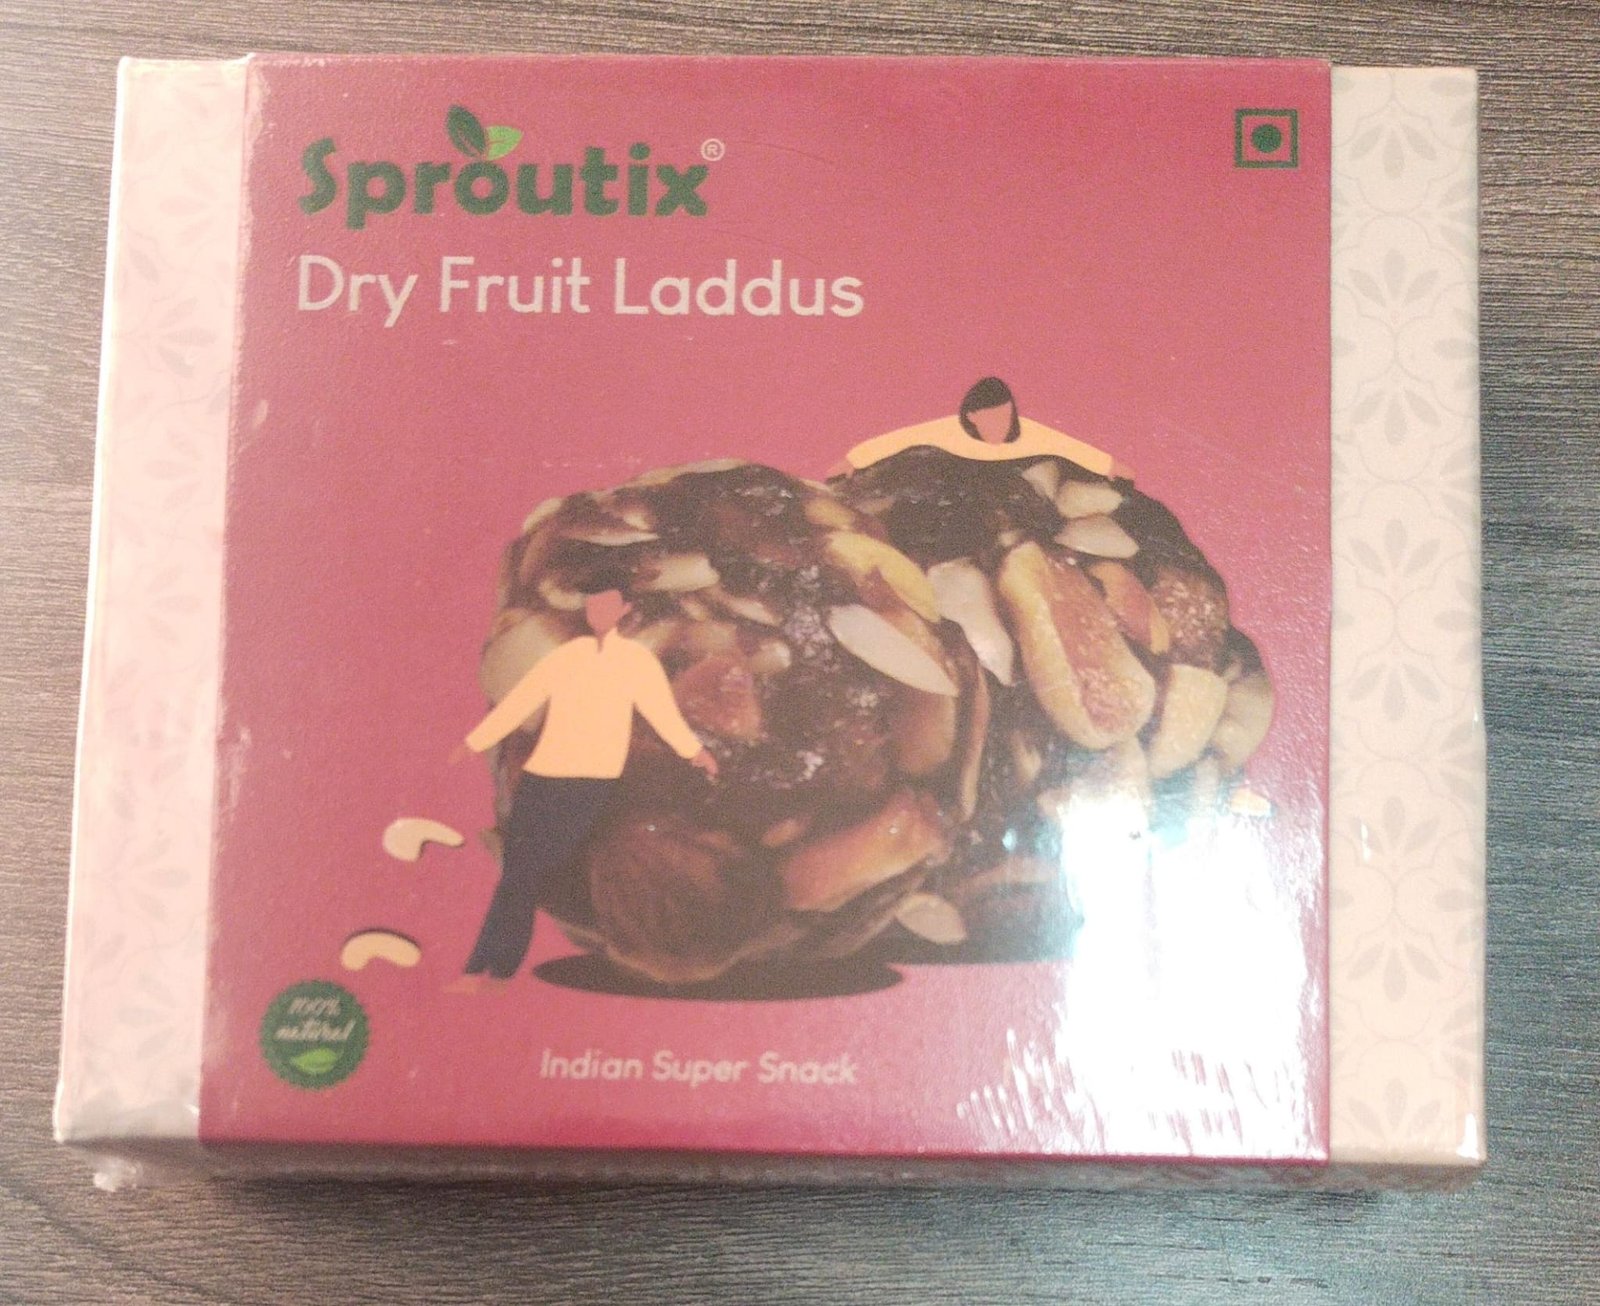 Sproutix®
Dry Fruit Laddus
100%
natural
Indian Super Snack